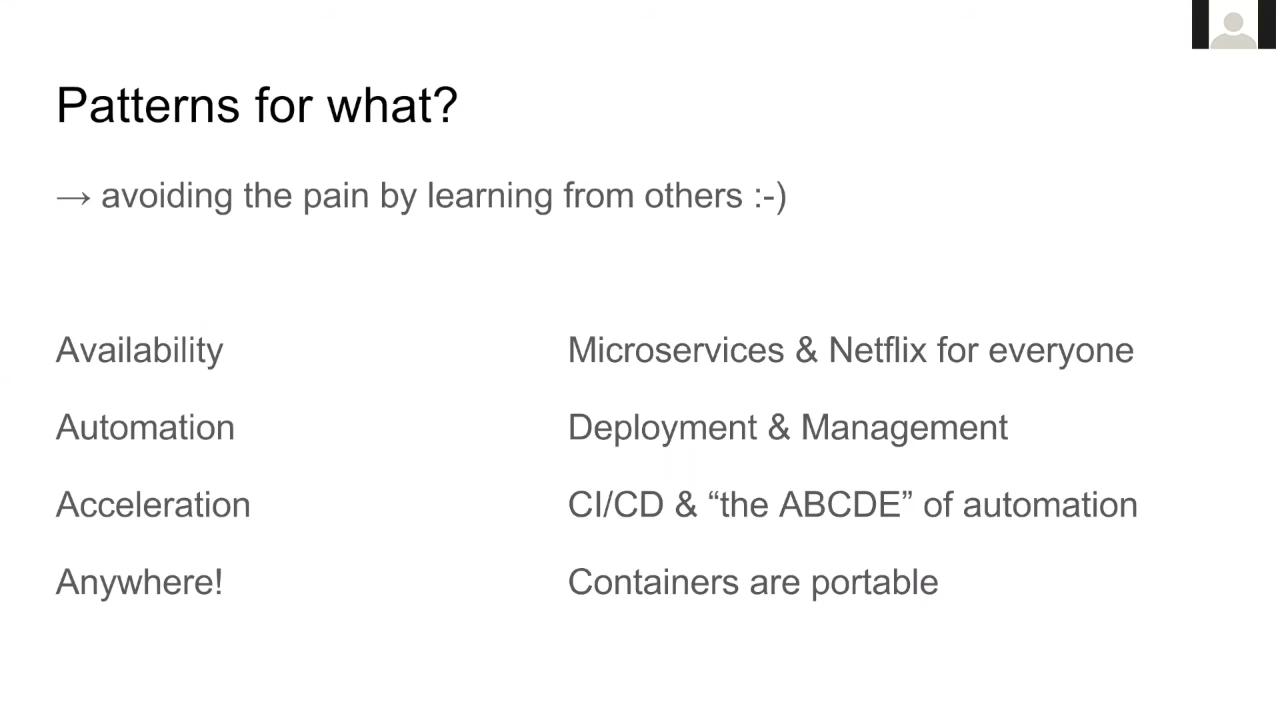 Patterns for what?
→ avoiding the pain by learning from others :-)
Availability
Microservices & Netflix for everyone
Automation
Deployment & Management
Acceleration
CI/CD & “the ABCDE” of automation
Anywhere!
Containers are portable